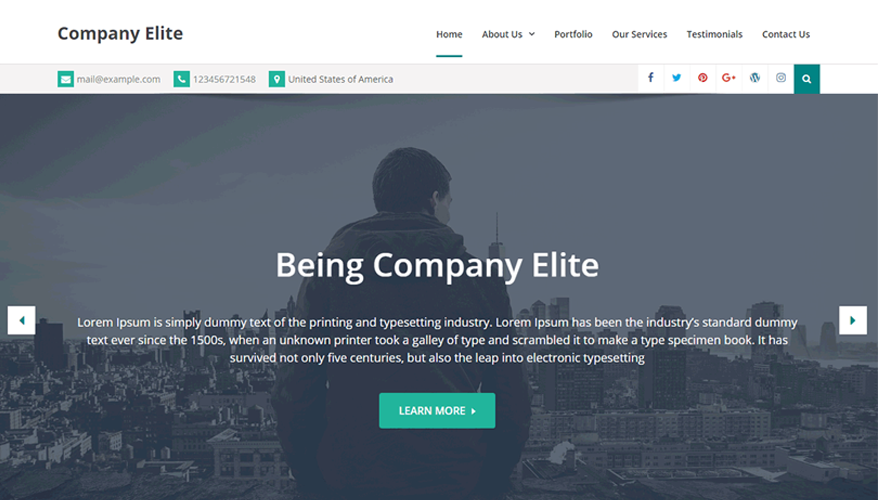 Company Elite
Home About Us Portfolio Our Services Testimonials Contact Us
mail@example.com 123456721548 United States of America
Being Company Elite
Lorem Ipsum is simply dummy text of the printing and typesetting industry. Lorem Ipsum has been the industry's standard dummy
text ever since the 1500s, when an unknown printer took a galley of type and scrambled it to make a type specimen book. It has
survived not only five centuries, but also the leap into electronic typesetting
LEARN MORE